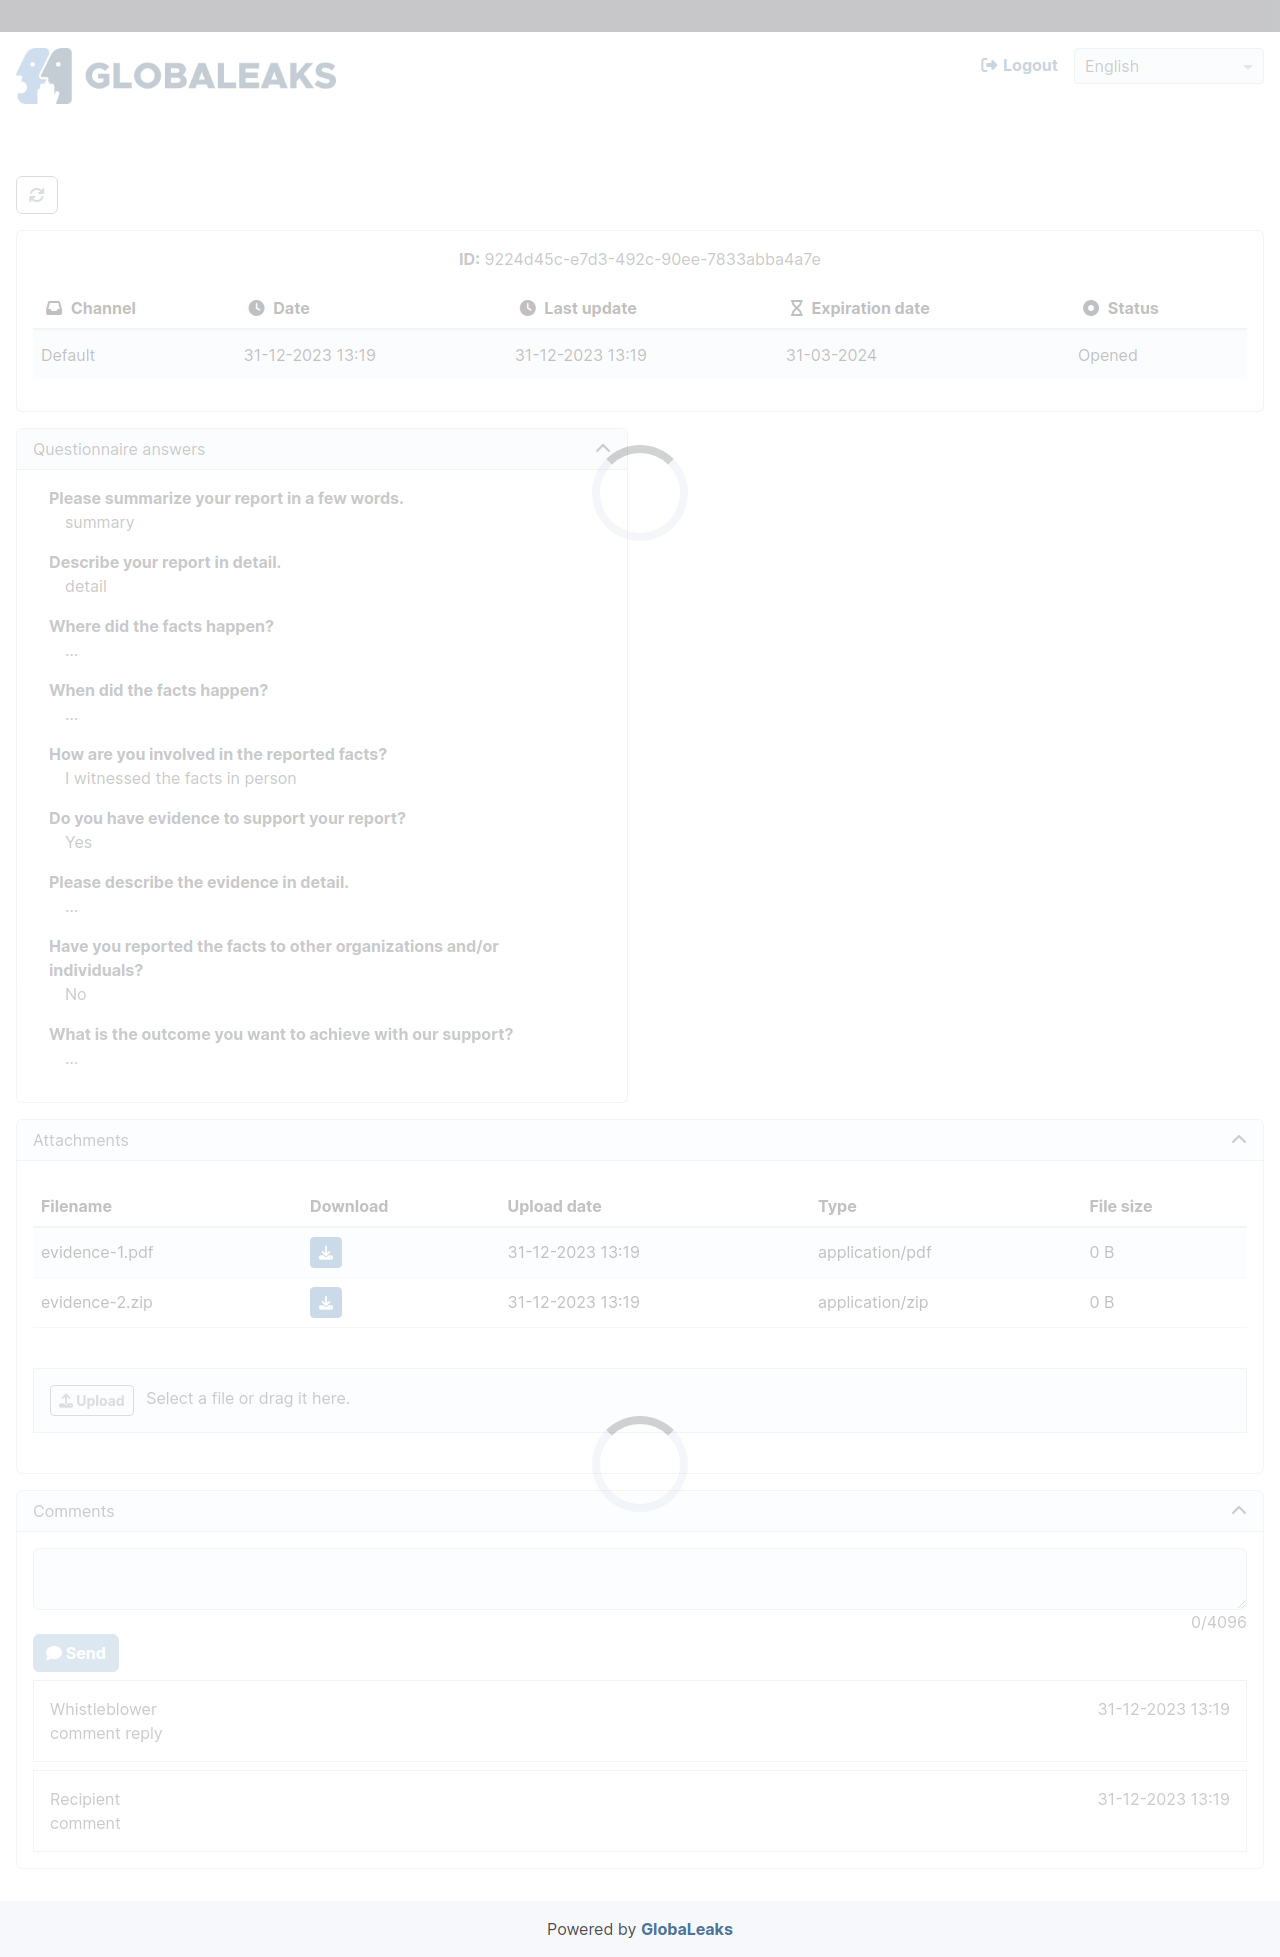 GLOBALEAKS
Logout
English
ID: 9224d45c-e7d3-492c-90ee-7833abba4a7e
Channel Date Last update Expiration date Status
Default 31-12-2023 13:19 31-12-2023 13:19 31-03-2024 Opened
Questionnaire answers
Please summarize your report in a few words.
summary
Describe your report in detail.
detail
Where did the facts happen?
...
When did the facts happen?
...
How are you involved in the reported facts?
I witnessed the facts in person
Do you have evidence to support your report?
Yes
Please describe the evidence in detail.
...
Have you reported the facts to other organizations and/or
individuals?
No
What is the outcome you want to achieve with our support?
...
Attachments
Filename Download Upload date Type File size
evidence-1.pdf 31-12-2023 13:19 application/pdf 0 B
evidence-2.zip 31-12-2023 13:19 application/zip 0 B
Upload Select a file or drag it here.
Comments
0/4096
Send
Whistleblower 31-12-2023 13:19
comment reply
Recipient 31-12-2023 13:19
comment
Powered by GlobaLeaks